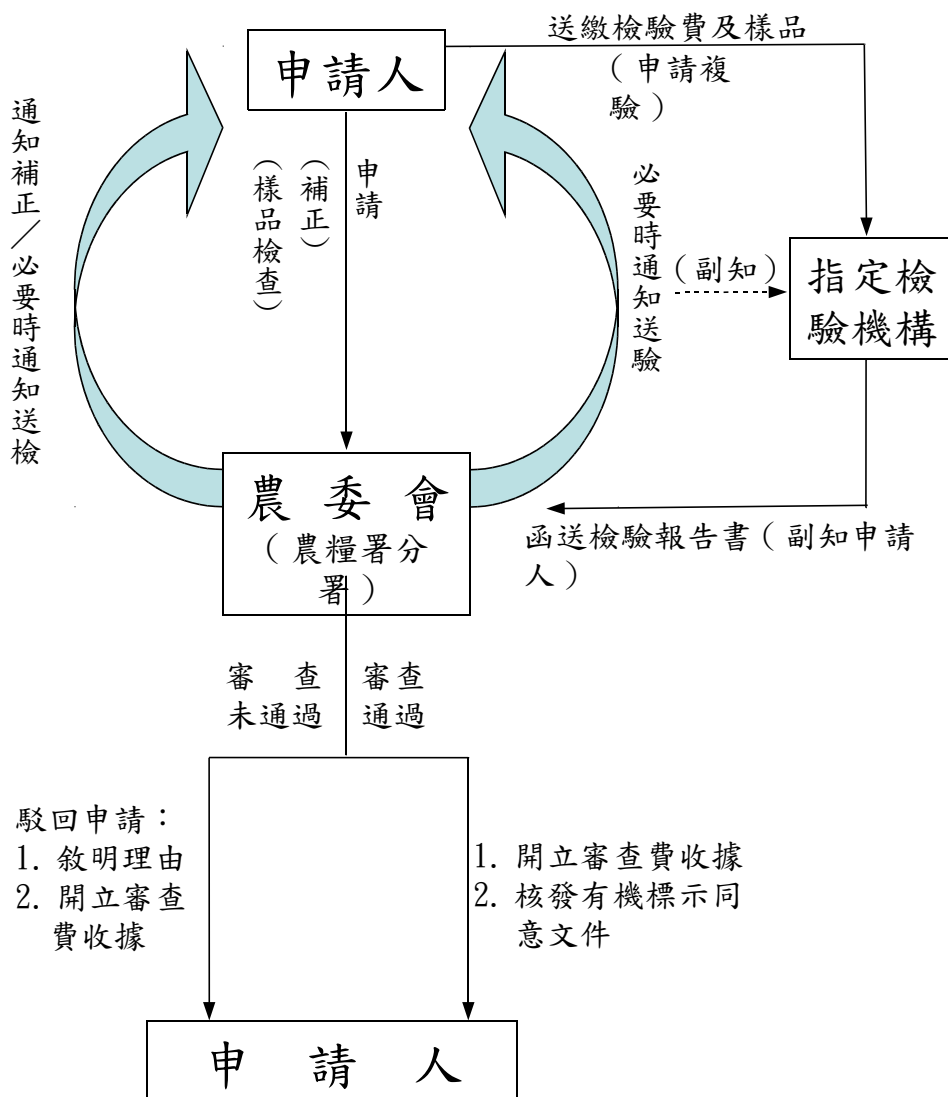 送繳檢驗費及樣品
申請人
（申請複
驗）
通知補正／必要時通知送檢
申請
（補正）
（樣品檢查）
必要時通知送驗
（副知）
指定檢
驗機構
農委會
（農糧署分
署）
函送檢驗報告書（副知申請
人）
審查
未通過
審查
通過
駁回申請：
1. 敘明理由
2. 開立審查
費收據
1. 開立審查費收據
2. 核發有機標示同
意文件
申請人